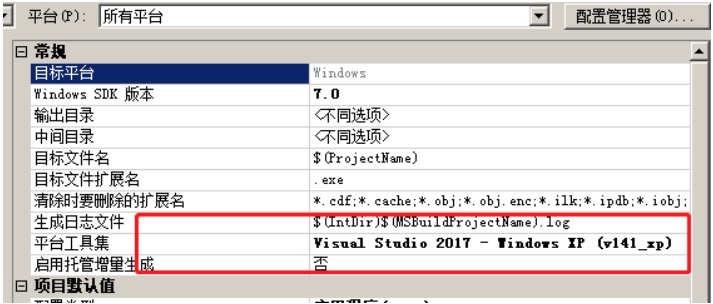 平台(P): 所有平台 配置管理器(O)...
常规
目标平台 Windows
Windows SDK 版本 7.0
输出目录 <不同选项>
中间目录 <不同选项>
目标文件名 $(ProjectName)
目标文件扩展名 .exe
清除时要删除的扩展名 *.cdf;*.cache;*.obj;*.obj.enc;*.ilk;*.ipdb;*.iobj;
生成日志文件 $(IntDir)$(MSBuildProjectName).log
平台工具集 Visual Studio 2017 - Windows XP (v141_xp)
启用托管增量生成 否
项目默认值